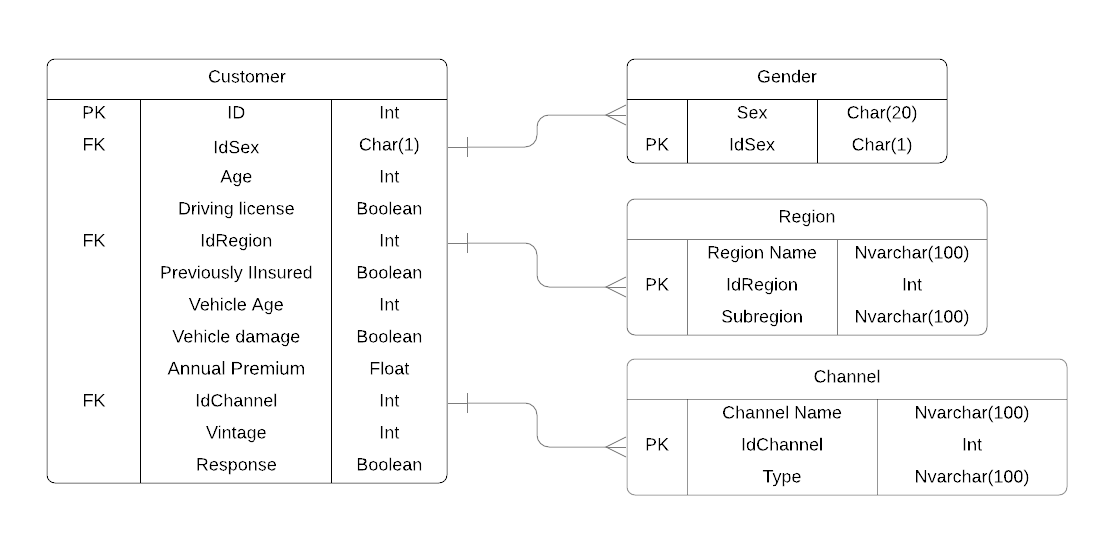 Customer
PK ID Int
FK IdSex Char(1)
Age Int
Driving license Boolean
FK IdRegion Int
Previously IInsured Boolean
Vehicle Age Int
Vehicle damage Boolean
Annual Premium Float
FK IdChannel Int
Vintage Int
Response Boolean
Gender
Sex Char(20)
PK IdSex Char(1)
Region
Region Name Nvarchar(100)
PK IdRegion Int
Subregion Nvarchar(100)
Channel
Channel Name Nvarchar(100)
PK IdChannel Int
Type Nvarchar(100)